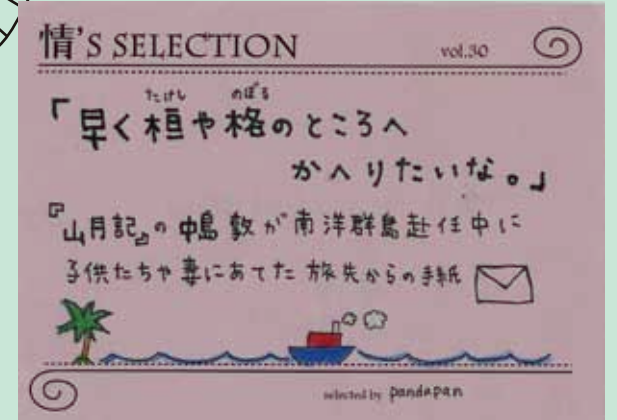 情'S SELECTION
vol.30
「早く桓や格のところへ
たけし のぼる
かへりたいな。」
『山月記』の中島敦が南洋群島赴任中に
子供たちや妻にあてた旅先からの手紙
selected by pandapan